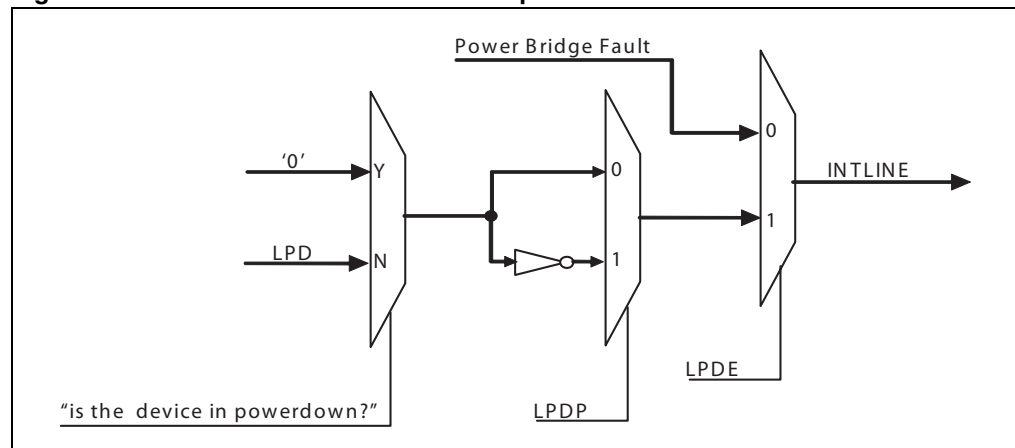 Power Bridge Fault
0
'0'
Y
0
INTLINE
1
LPD
N
1
LPDE
"is the device in powerdown?"
LPDP